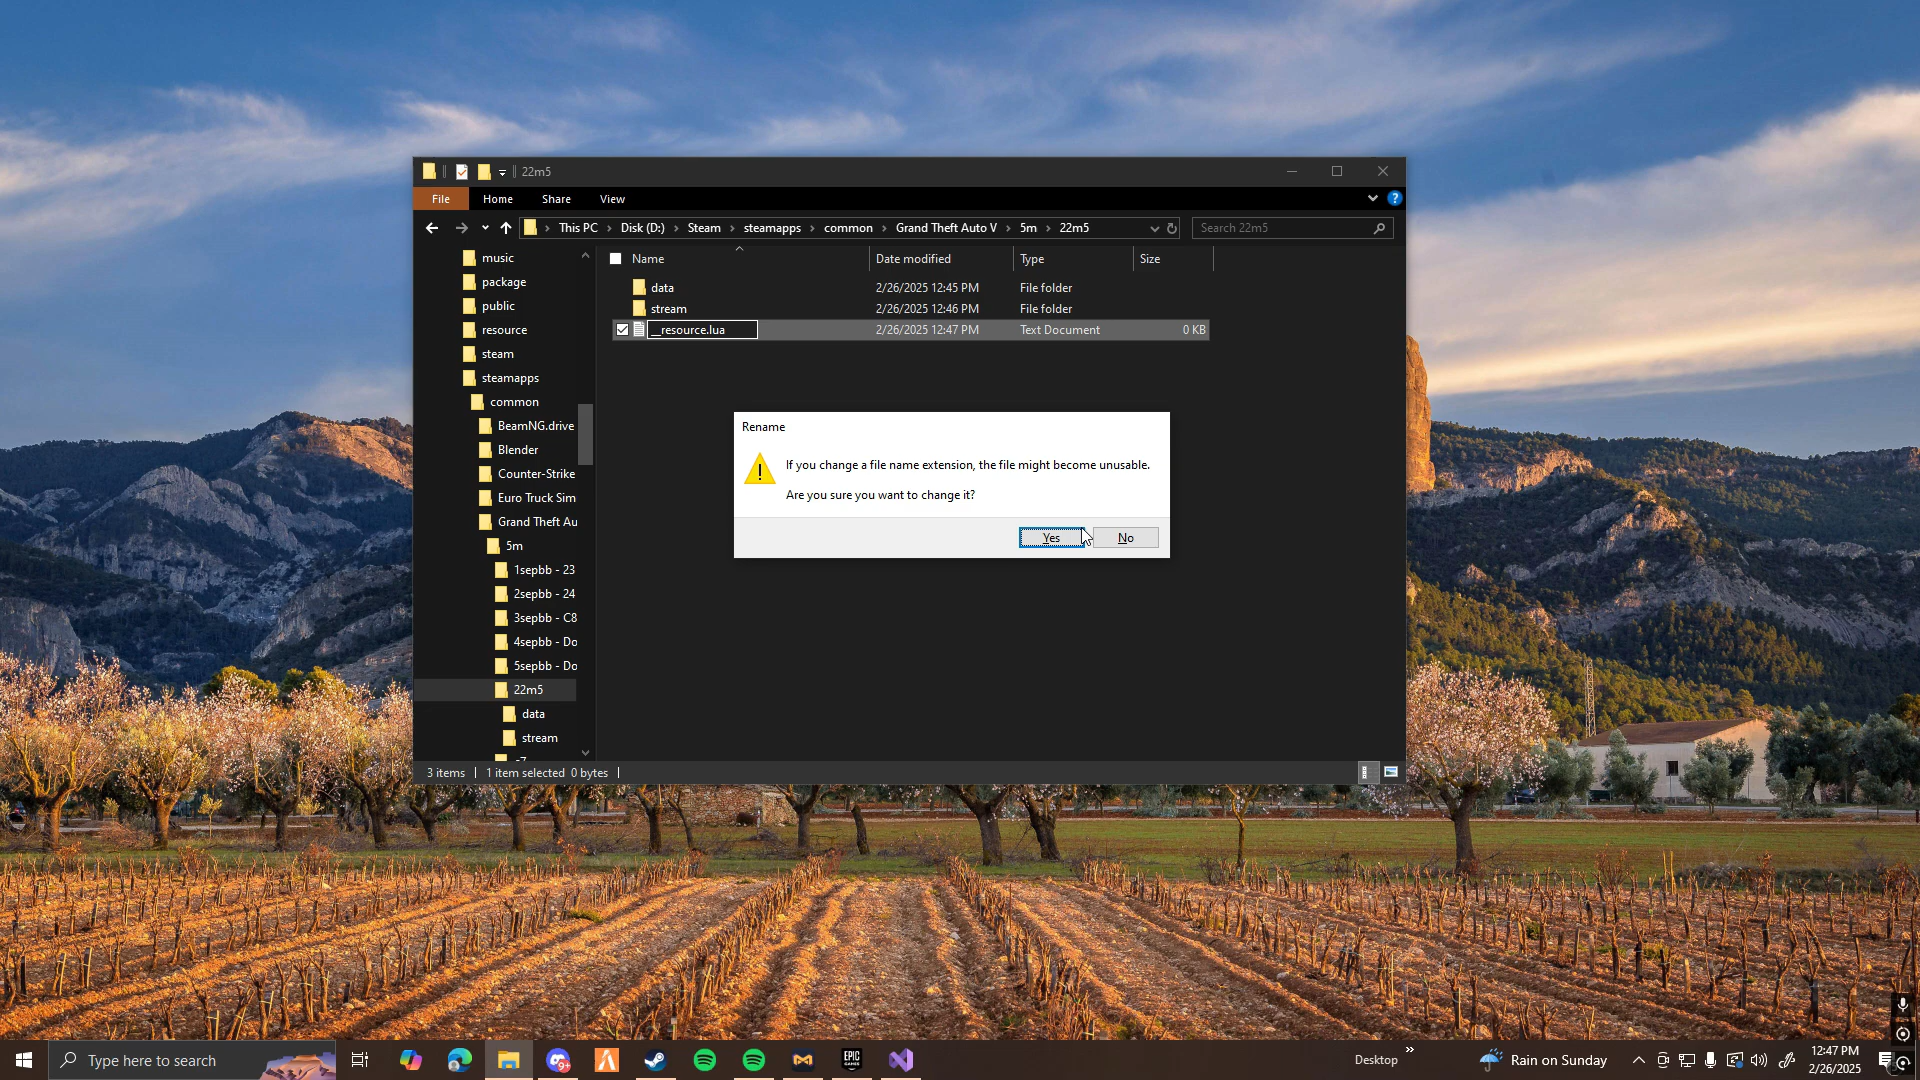 22m5
File Home Share View
This PC Disk (D:) Steam steamapps common Grand Theft Auto V 5m 22m5
Search 22m5
music
package
public
resource
steam
steamapps
common
BeamNG.drive
Blender
Counter-Strike
Euro Truck Sim
Grand Theft Au
5m
1sepbb - 23
2sepbb - 24
3sepbb - C8
4sepbb - Do
5sepbb - Do
22m5
data
stream
Name Date modified Type Size
data 2/26/2025 12:45 PM File folder
stream 2/26/2025 12:46 PM File folder
__resource.lua 2/26/2025 12:47 PM Text Document 0 KB
Rename
If you change a file name extension, the file might become unusable.
Are you sure you want to change it?
Yes No
3 items 1 item selected 0 bytes
Type here to search
9+
EPIC
GAMES
Desktop
Rain on Sunday
12:47 PM
2/26/2025